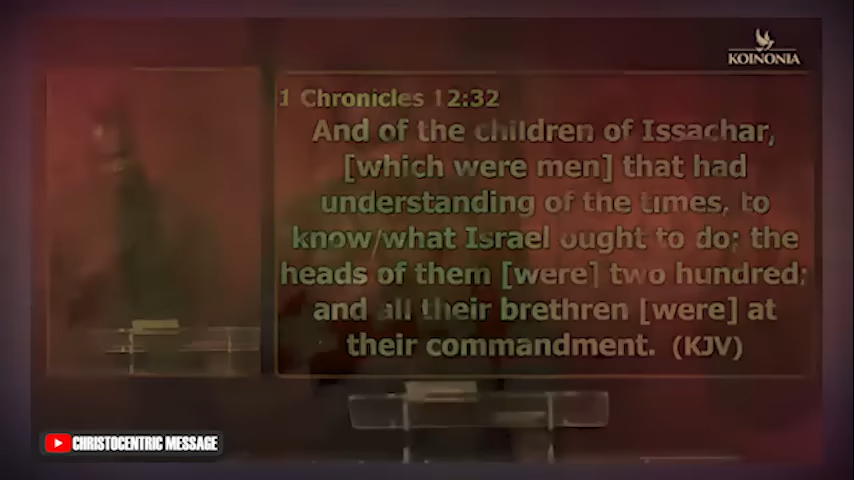 KOINONIA
1 Chronicles 12:32
And of the children of Issachar,
[which were men] that had
understanding of the times, to
know what Israel ought to do; the
heads of them [were] two hundred;
and all their brethren [were] at
their commandment. (KJV)
CHRISTOCENTRIC MESSAGE